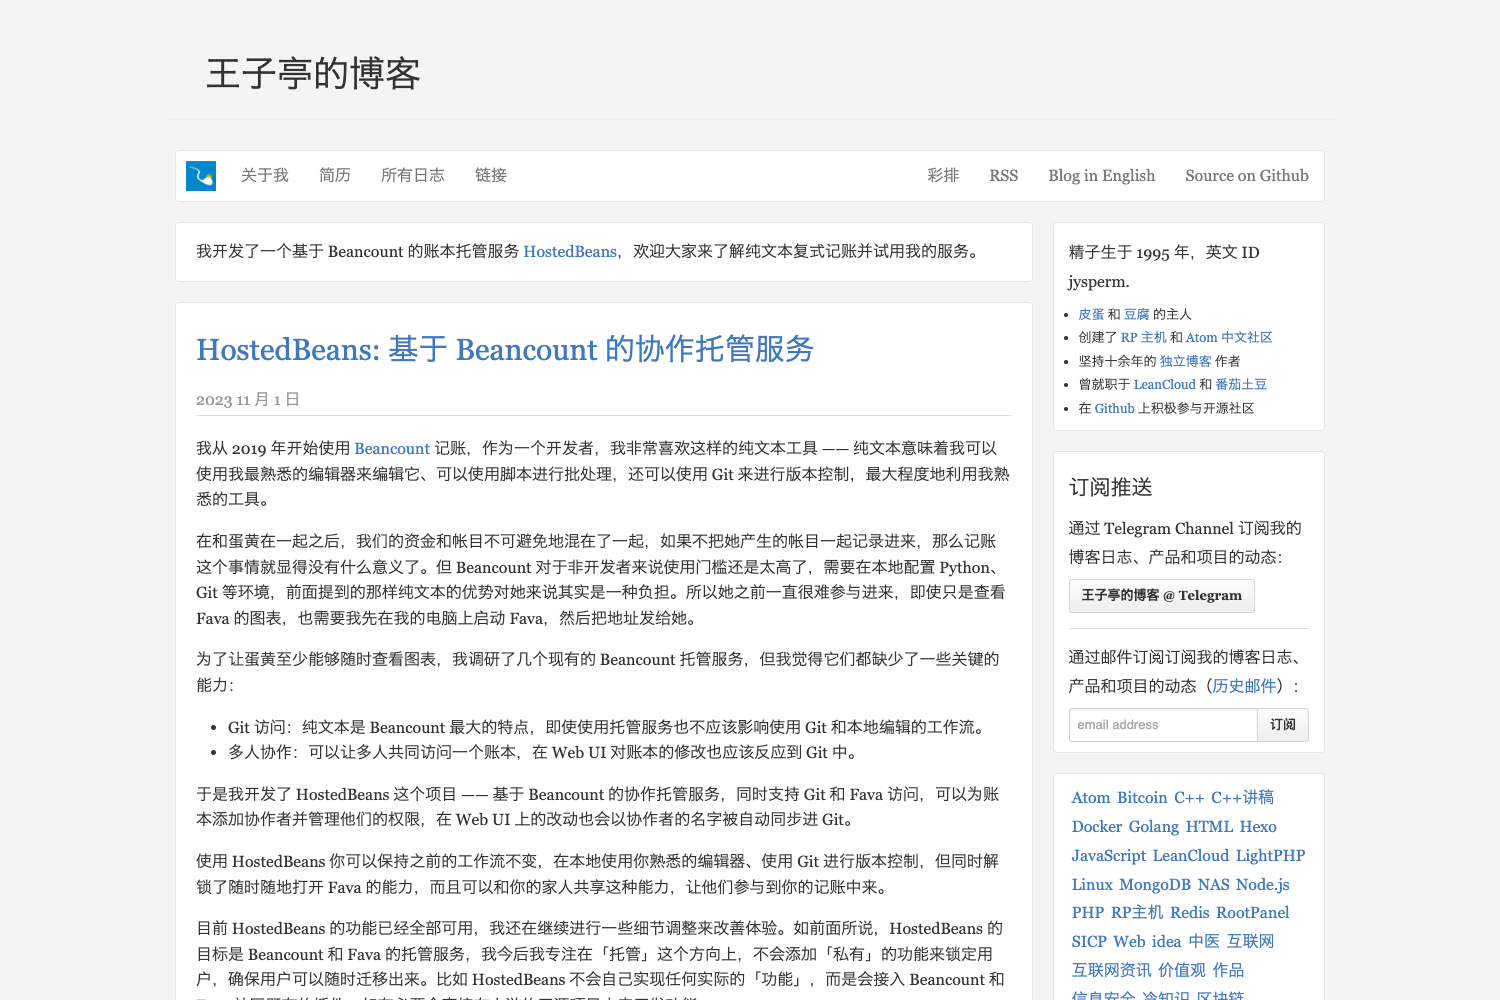 王子亭的博客
关于我 简历 所有日志 链接 彩排 RSS Blog in English Source on Github
我开发了一个基于 Beancount 的账本托管服务 HostedBeans，欢迎大家来了解纯文本复式记账并试用我的服务。
HostedBeans: 基于 Beancount 的协作托管服务
2023 11 月 1 日
我从 2019 年开始使用 Beancount 记账，作为一个开发者，我非常喜欢这样的纯文本工具 —— 纯文本意味着我可以
使用我最熟悉的编辑器来编辑它、可以使用脚本进行批处理，还可以使用 Git 来进行版本控制，最大程度地利用我熟
悉的工具。
在和蛋黄在一起之后，我们的资金和帐目不可避免地混在了一起，如果不把她产生的帐目一起记录进来，那么记账
这个事情就显得没有什么意义了。但 Beancount 对于非开发者来说使用门槛还是太高了，需要在本地配置 Python、
Git 等环境，前面提到的那样纯文本的优势对她来说其实是一种负担。所以她之前一直很难参与进来，即使只是查看
Fava 的图表，也需要我先在我的电脑上启动 Fava，然后把地址发给她。
为了让蛋黄至少能够随时查看图表，我调研了几个现有的 Beancount 托管服务，但我觉得它们都缺少了一些关键的
能力：
Git 访问：纯文本是 Beancount 最大的特点，即使使用托管服务也不应该影响使用 Git 和本地编辑的工作流。
多人协作：可以让多人共同访问一个账本，在 Web UI 对账本的修改也应该反应到 Git 中。
于是我开发了 HostedBeans 这个项目 —— 基于 Beancount 的协作托管服务，同时支持 Git 和 Fava 访问，可以为账
本添加协作者并管理他们的权限，在 Web UI 上的改动也会以协作者的名字被自动同步进 Git。
使用 HostedBeans 你可以保持之前的工作流不变，在本地使用你熟悉的编辑器、使用 Git 进行版本控制，但同时解
锁了随时随地打开 Fava 的能力，而且可以和你的家人共享这种能力，让他们参与到你的记账中来。
目前 HostedBeans 的功能已经全部可用，我还在继续进行一些细节调整来改善体验。如前面所说，HostedBeans 的
目标是 Beancount 和 Fava 的托管服务，我今后我专注在「托管」这个方向上，不会添加「私有」的功能来锁定用
户，确保用户可以随时迁移出来。比如 HostedBeans 不会自己实现任何实际的「功能」，而是会接入 Beancount 和
精子生于 1995 年，英文 ID
jysperm.
皮蛋 和 豆腐 的主人
创建了 RP 主机 和 Atom 中文社区
坚持十余年的 独立博客 作者
曾就职于 LeanCloud 和 番茄土豆
在 Github 上积极参与开源社区
订阅推送
通过 Telegram Channel 订阅我的
博客日志、产品和项目的动态：
王子亭的博客 @ Telegram
通过邮件订阅订阅我的博客日志、
产品和项目的动态（历史邮件）：
email address 订阅
Atom Bitcoin C++ C++讲稿
Docker Golang HTML Hexo
JavaScript LeanCloud LightPHP
Linux MongoDB NAS Node.js
PHP RP主机 Redis RootPanel
SICP Web idea 中医 互联网
互联网资讯 价值观 作品
信息安全 冷知识 区块链